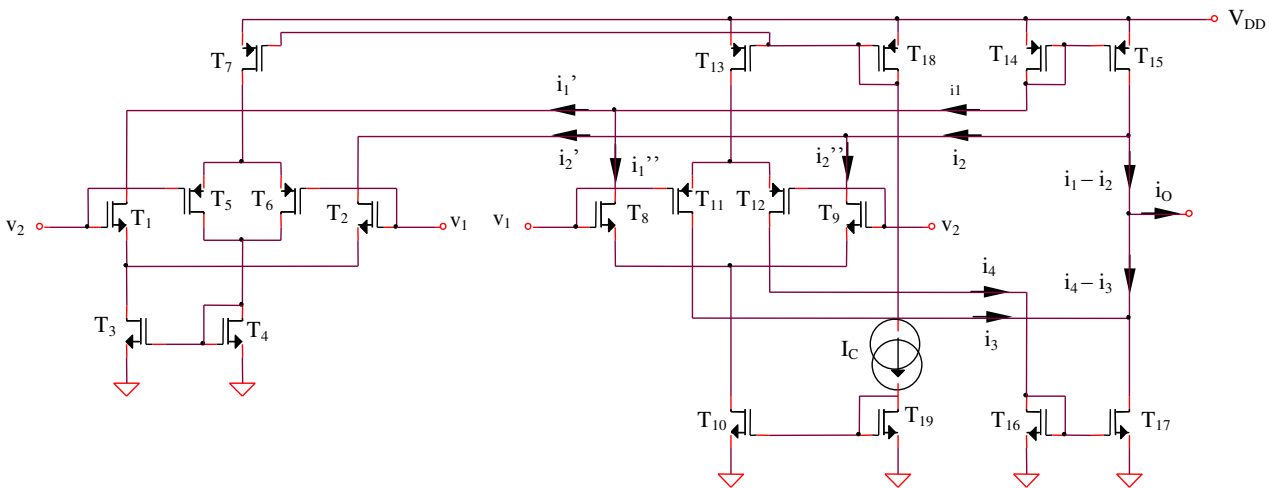 V_DD
T_7
T_13
T_18
T_14
T_15
i_1’
i1
i_2’
i_1’’
i_2’’
i_2
T_5
T_6
T_11
T_12
i_1 – i_2
v_2
T_1
T_2
v_1
v_1
T_8
T_9
v_2
i_O
i_4
i_4 – i_3
T_3
T_4
i_3
I_C
T_10
T_19
T_16
T_17